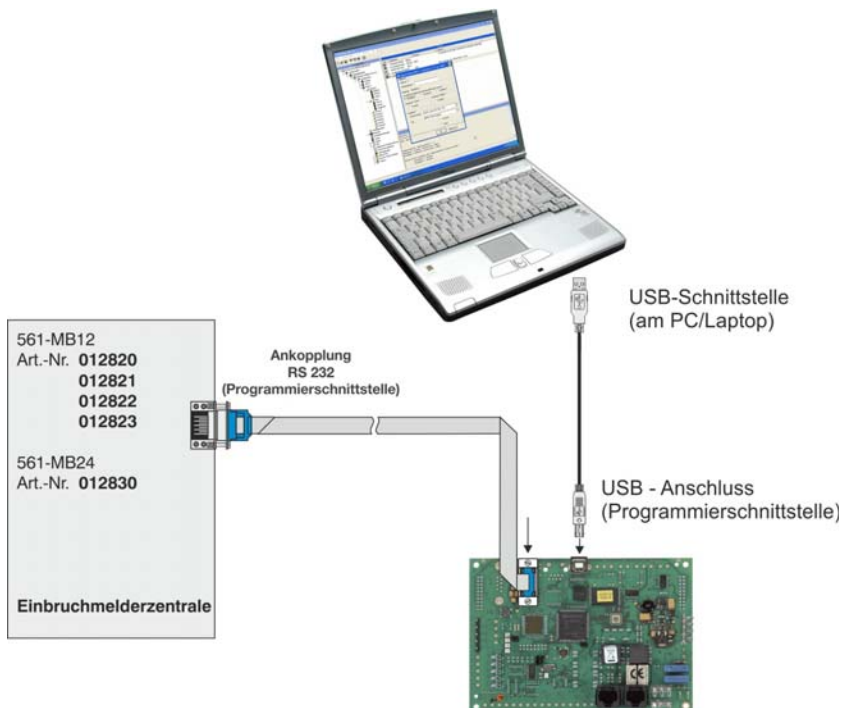 USB-Schnittstelle
(am PC/Laptop)
561-MB12
Art.-Nr. 012820
012821
012822
012823
561-MB24
Art.-Nr. 012830
Einbruchmelderzentrale
Ankopplung
RS 232
(Programmierschnittstelle)
USB - Anschluss
(Programmierschnittstelle)
CE